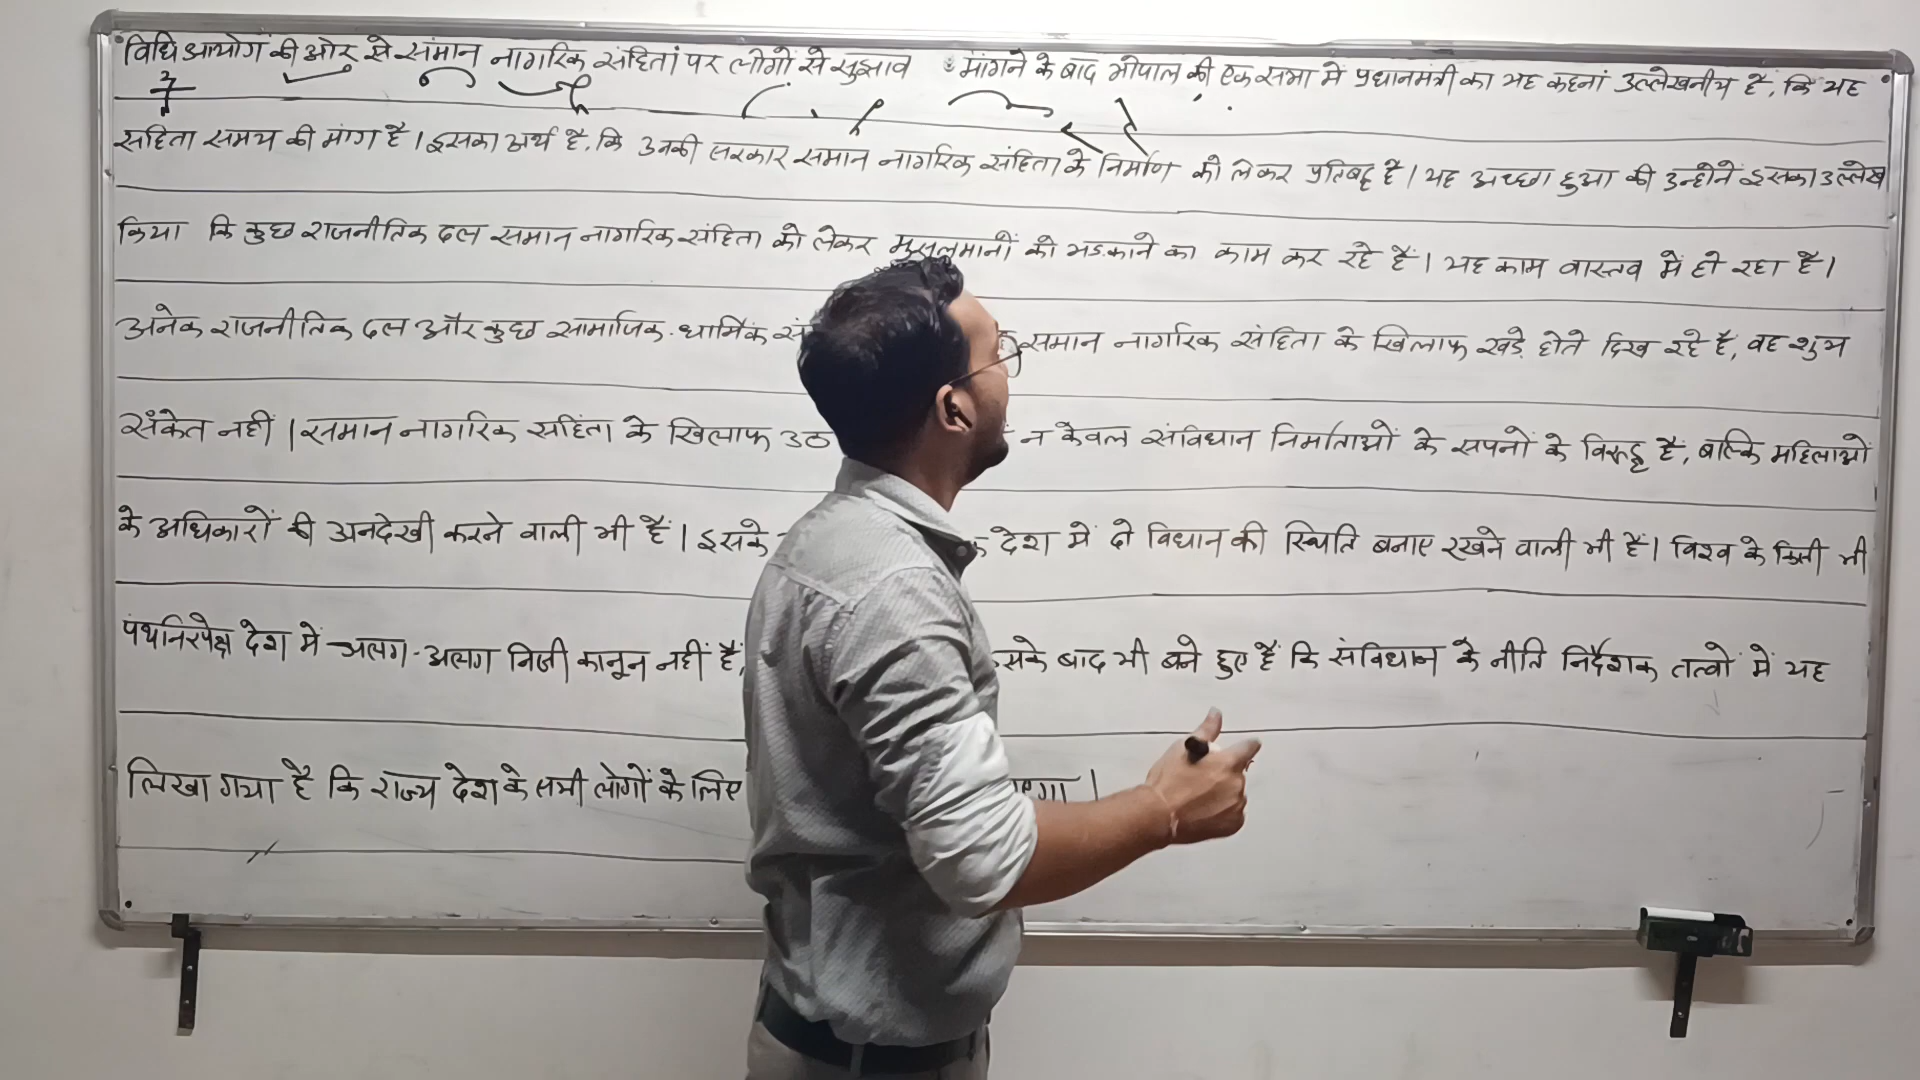 विधि आयोग की ओर से समान नागरिक संहिता पर लोगों से सुझाव मांगने के बाद भोपाल की एक सभा में प्रधानमंत्री का यह कहना उल्लेखनीय है, कि यह
सहिता समय की मांग है। इसका अर्थ है, कि उनकी सरकार समान नागरिक संहिता के निर्माण को लेकर प्रतिबद्द है। यह अच्छा हुआ की उन्होनें इसका उल्लेख
किया कि कुछ राजनीतिक दल समान नागरिक संहिता को लेकर मुसलमानों को भड़काने का काम कर रहे हैं। यह काम वास्तव में हो रहा है।
अनेक राजनीतिक दल और कुछ सामाजिक-धार्मिक समान नागरिक संहिता के खिलाफ खड़े होते दिख रहे हैं, वह शुभ
संकेत नहीं। समान नागरिक सहिंता के खिलाफ उठ न केवल संविधान निर्माताओं के सपनों के विरूद्द है, बल्कि महिलाओं
के अधिकारों की अनदेखी करने वाली भी है। इसके देश में दो विधान की स्थिति बनाए रखने वाली भी हैं। विश्व के किसी भी
पंथनिरपेक्ष देश में अलग-अलग निजी कानून नहीं हैं, बाद भी बने हुए हैं कि संविधान के नीति निर्देशक तत्वों में यह
लिखा गया है कि राज्य देश के सभी लोगों के लिए